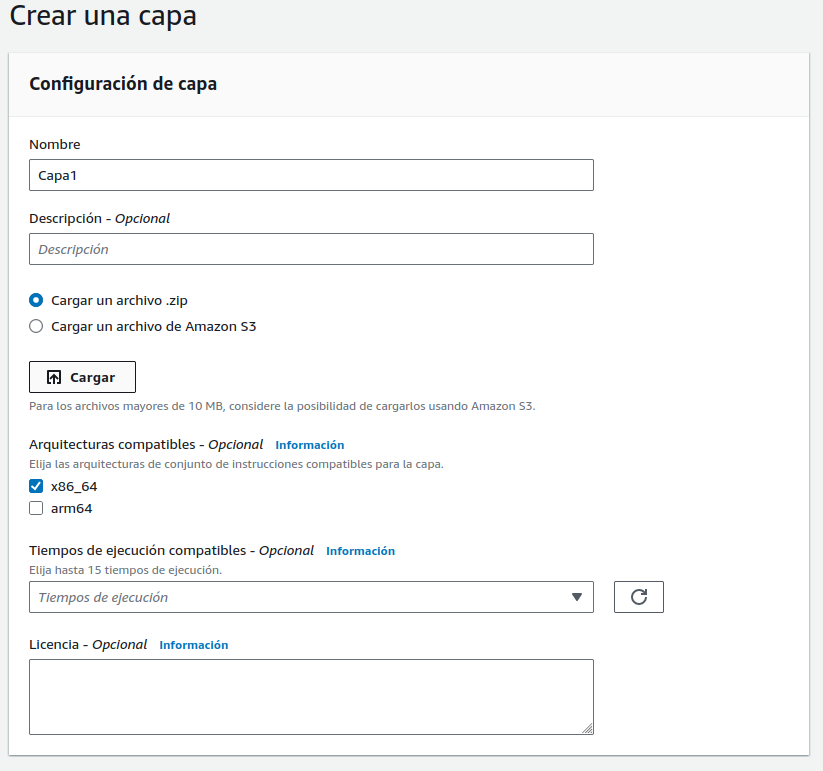 Crear una capa
Configuración de capa
Nombre
Capa1
Descripción - Opcional
Descripción
Cargar un archivo .zip
Cargar un archivo de Amazon S3
Cargar
Para los archivos mayores de 10 MB, considere la posibilidad de cargarlos usando Amazon S3.
Arquitecturas compatibles - Opcional Información
Elija las arquitecturas de conjunto de instrucciones compatibles para la capa.
x86_64
arm64
Tiempos de ejecución compatibles - Opcional Información
Elija hasta 15 tiempos de ejecución.
Tiempos de ejecución
Licencia - Opcional Información